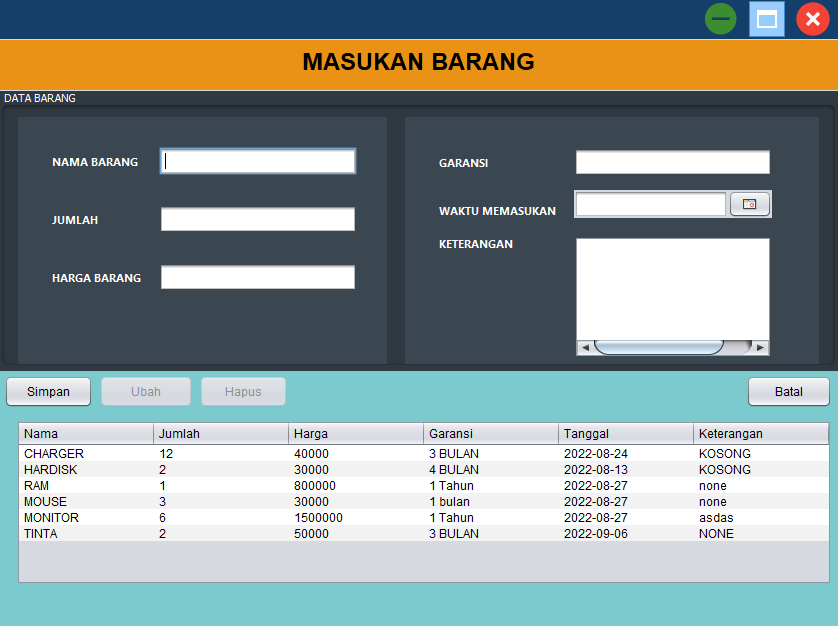 MASUKAN BARANG
DATA BARANG
NAMA BARANG
JUMLAH
HARGA BARANG
GARANSI
WAKTU MEMASUKAN
KETERANGAN
Simpan Ubah Hapus Batal
Nama Jumlah Harga Garansi Tanggal Keterangan
CHARGER 12 40000 3 BULAN 2022-08-24 KOSONG
HARDISK 2 30000 4 BULAN 2022-08-13 KOSONG
RAM 1 800000 1 Tahun 2022-08-27 none
MOUSE 3 30000 1 bulan 2022-08-27 none
MONITOR 6 1500000 1 Tahun 2022-08-27 asdas
TINTA 2 50000 3 BULAN 2022-09-06 NONE